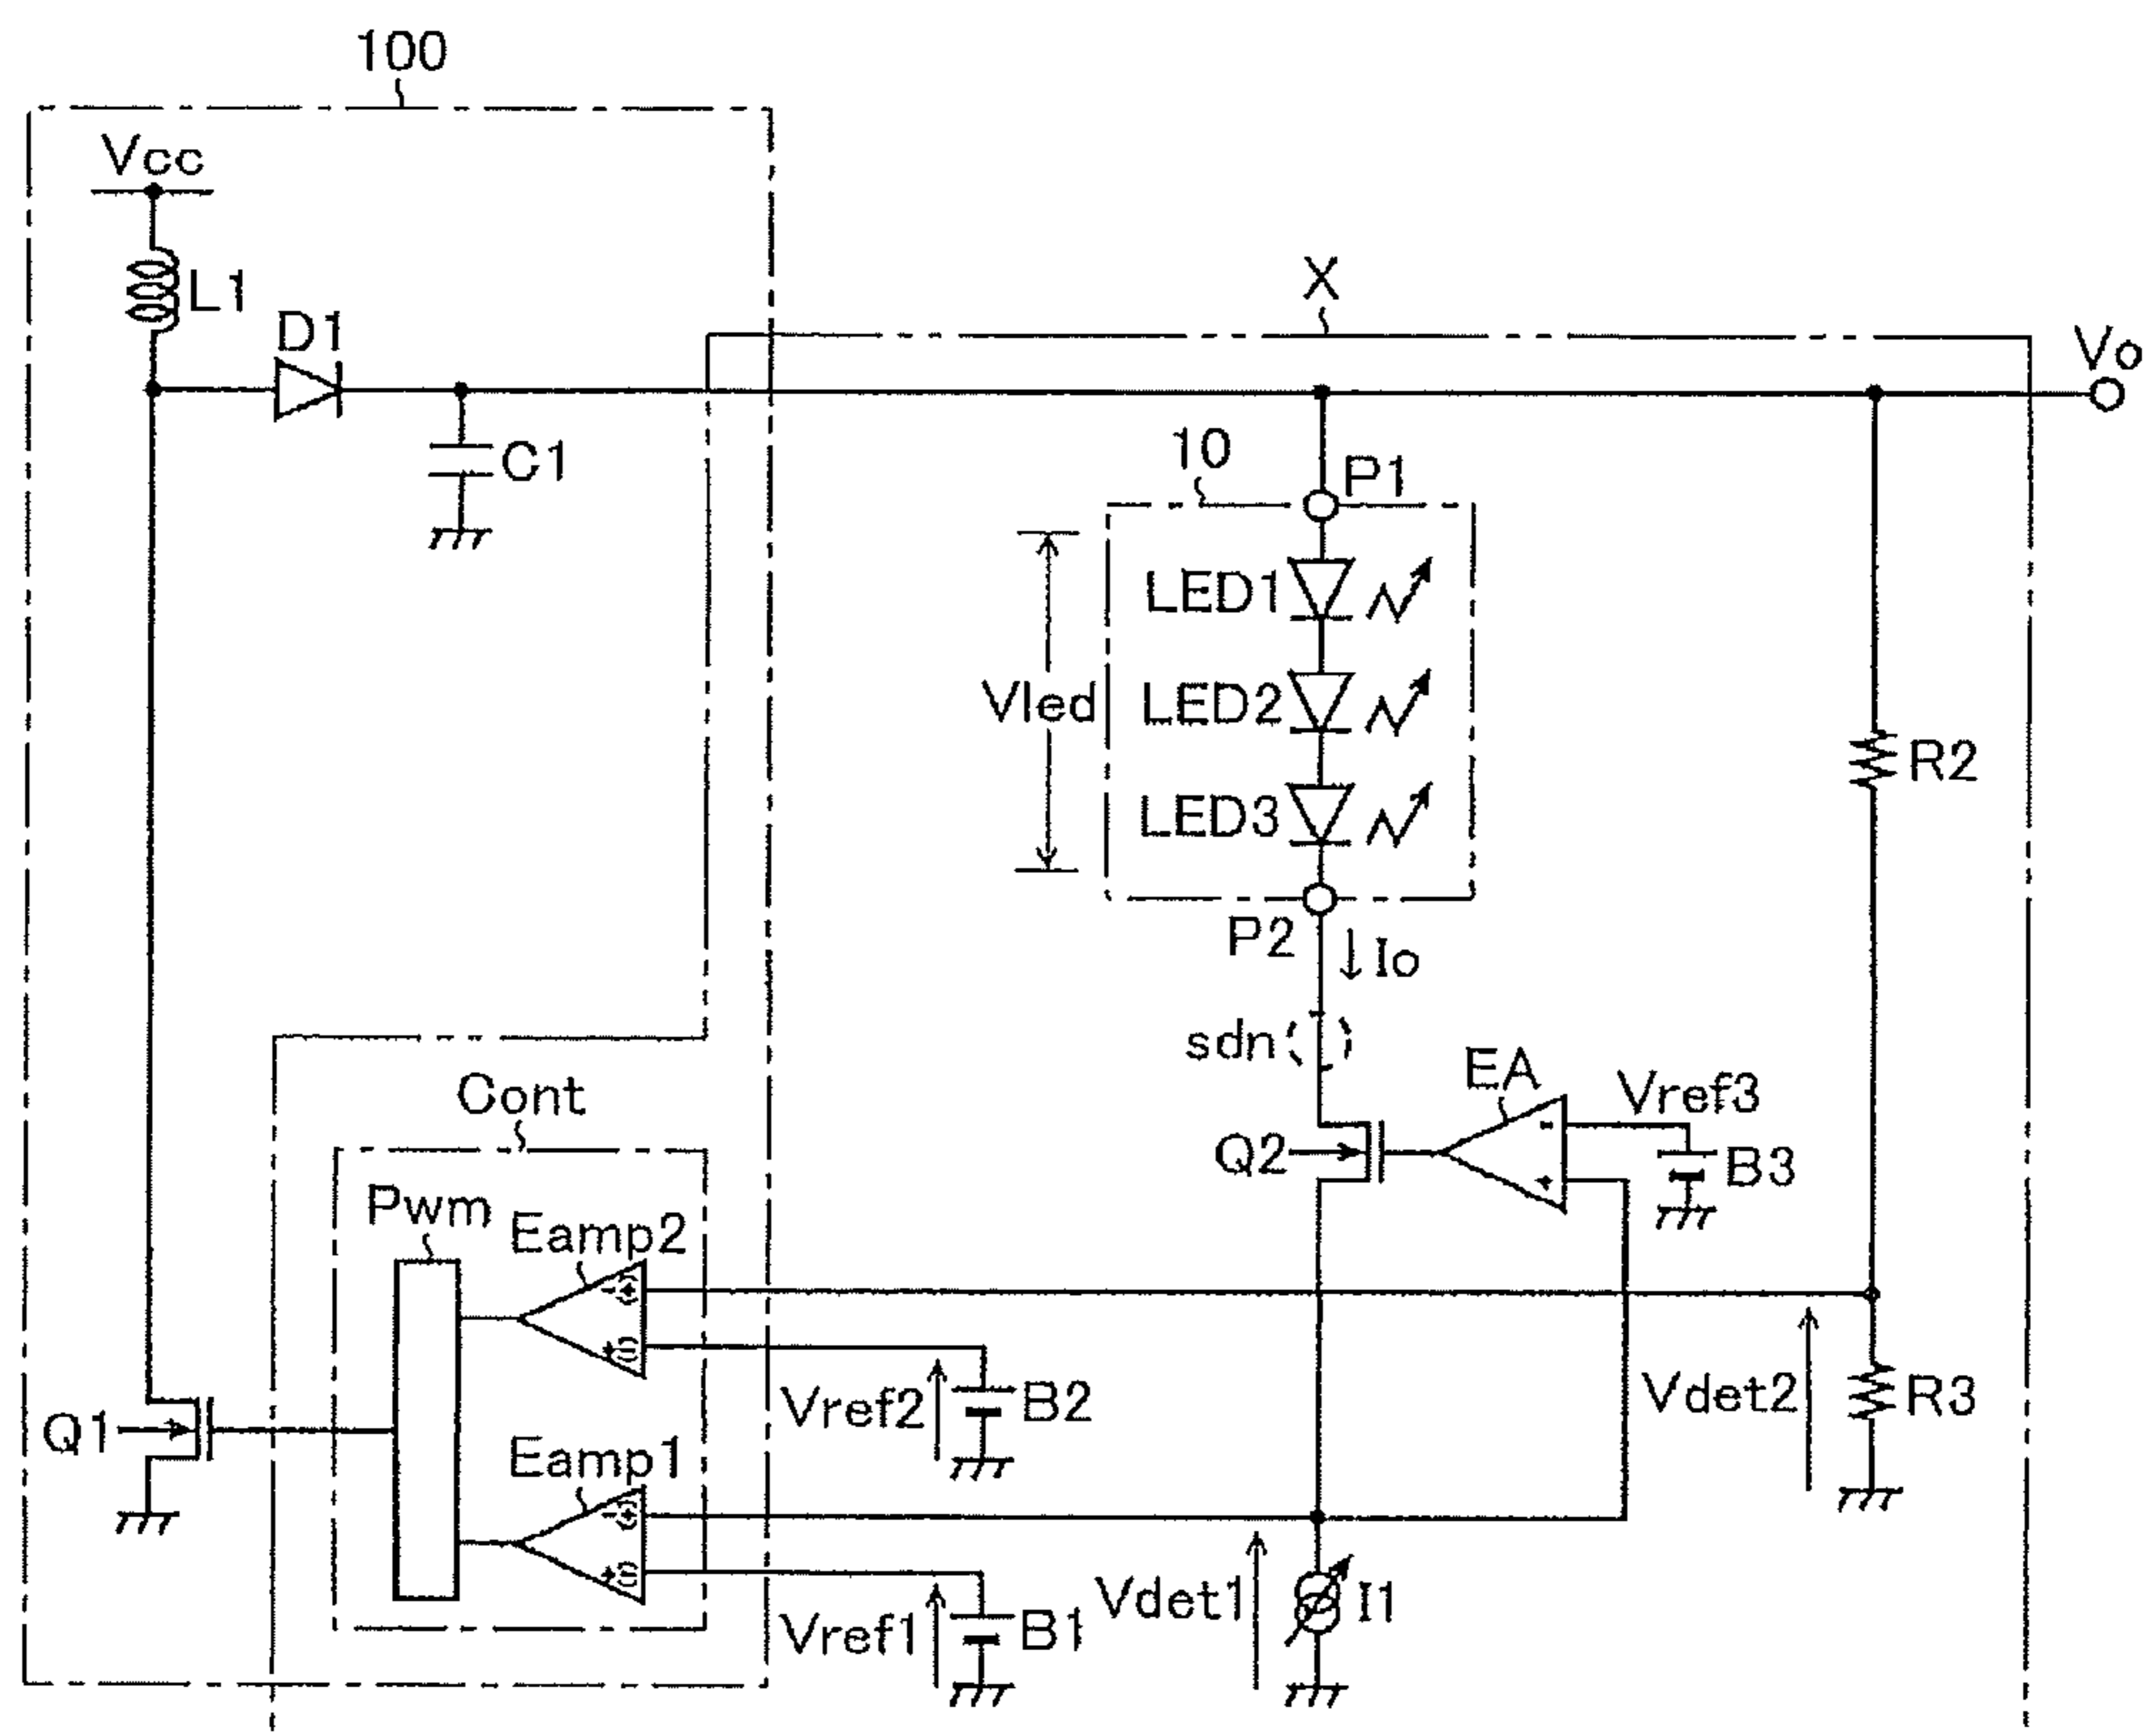 100
Vcc
L1
D1
C1
X
Vo
10
P1
LED1
LED2
LED3
Vled
P2
Io
sdn
R2
EA
Vref3
Q2
B3
Cont
Pwm
Eamp2
Vref2
B2
Vdet2
R3
Q1
Eamp1
Vref1
B1
Vdet1
I1